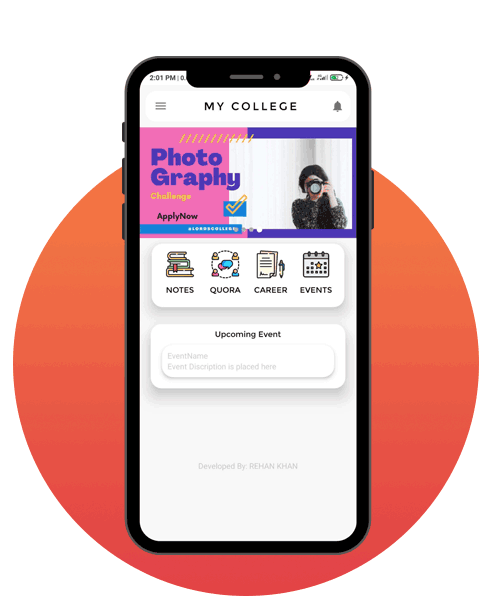 2:01 PM | 0.
MY COLLEGE
Photo
Graphy
Challenge
ApplyNow
NOTES QUORA CAREER EVENTS
Upcoming Event
EventName
Event Discription is placed here
Developed By: REHAN KHAN